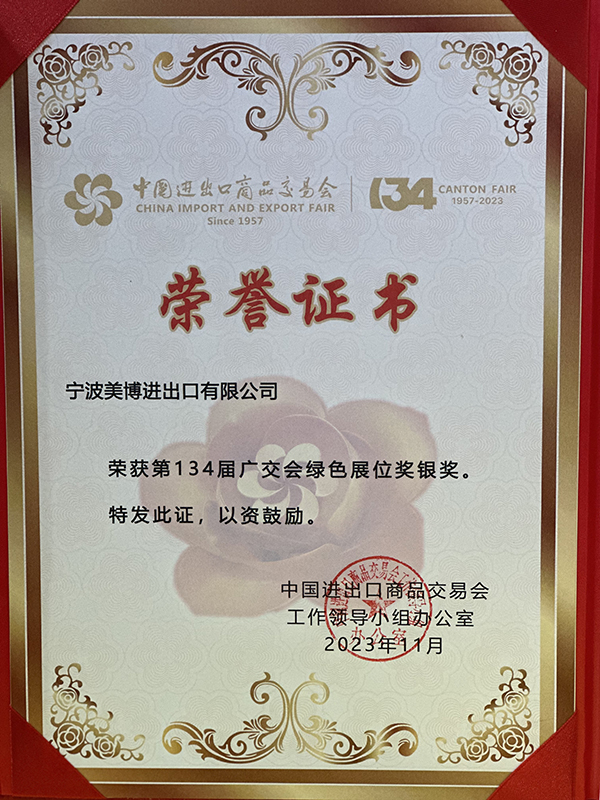 中国进出口商品交易会
CHINA IMPORT AND EXPORT FAIR
Since 1957
134
CANTON FAIR
1957-2023
荣誉证书
宁波美博进出口有限公司
荣获第134届广交会绿色展位奖银奖。
特发此证，以资鼓励。
中国进出口商品交易会
工作领导小组办公室
2023年11月
办公室